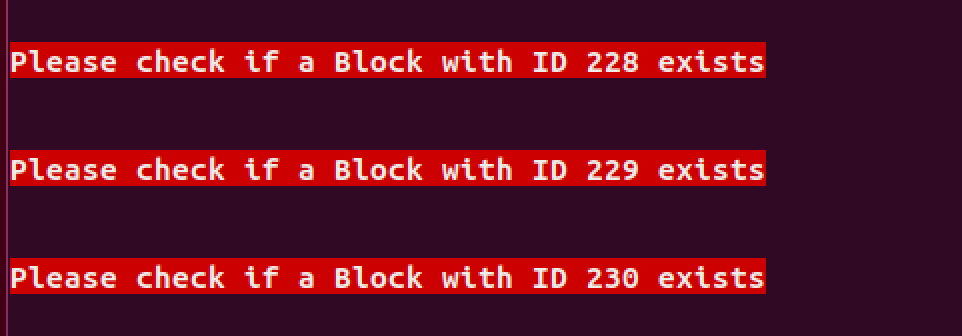 Please check if a Block with ID 228 exists
Please check if a Block with ID 229 exists
Please check if a Block with ID 230 exists